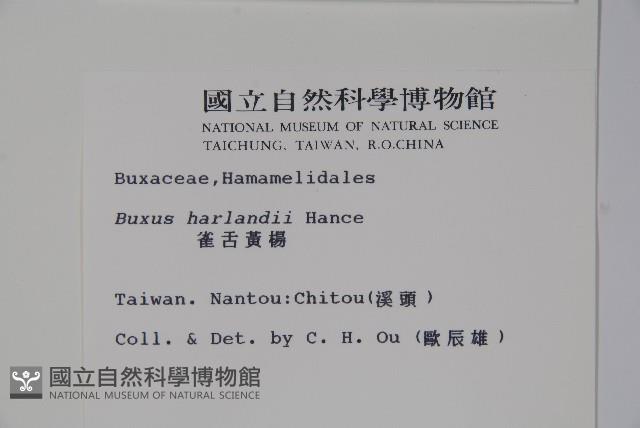 國立自然科學博物館
NATIONAL MUSEUM OF NATURAL SCIENCE
TAICHUNG, TAIWAN, R.O.CHINA
Buxaceae,Hamamelidales
Buxus harlandii Hance
雀舌黃楊
Taiwan. Nantou:Chitou(溪頭)
Coll. & Det. by C. H. Ou (歐辰雄)
國立自然科學博物館
NATIONAL MUSEUM OF NATURAL SCIENCE